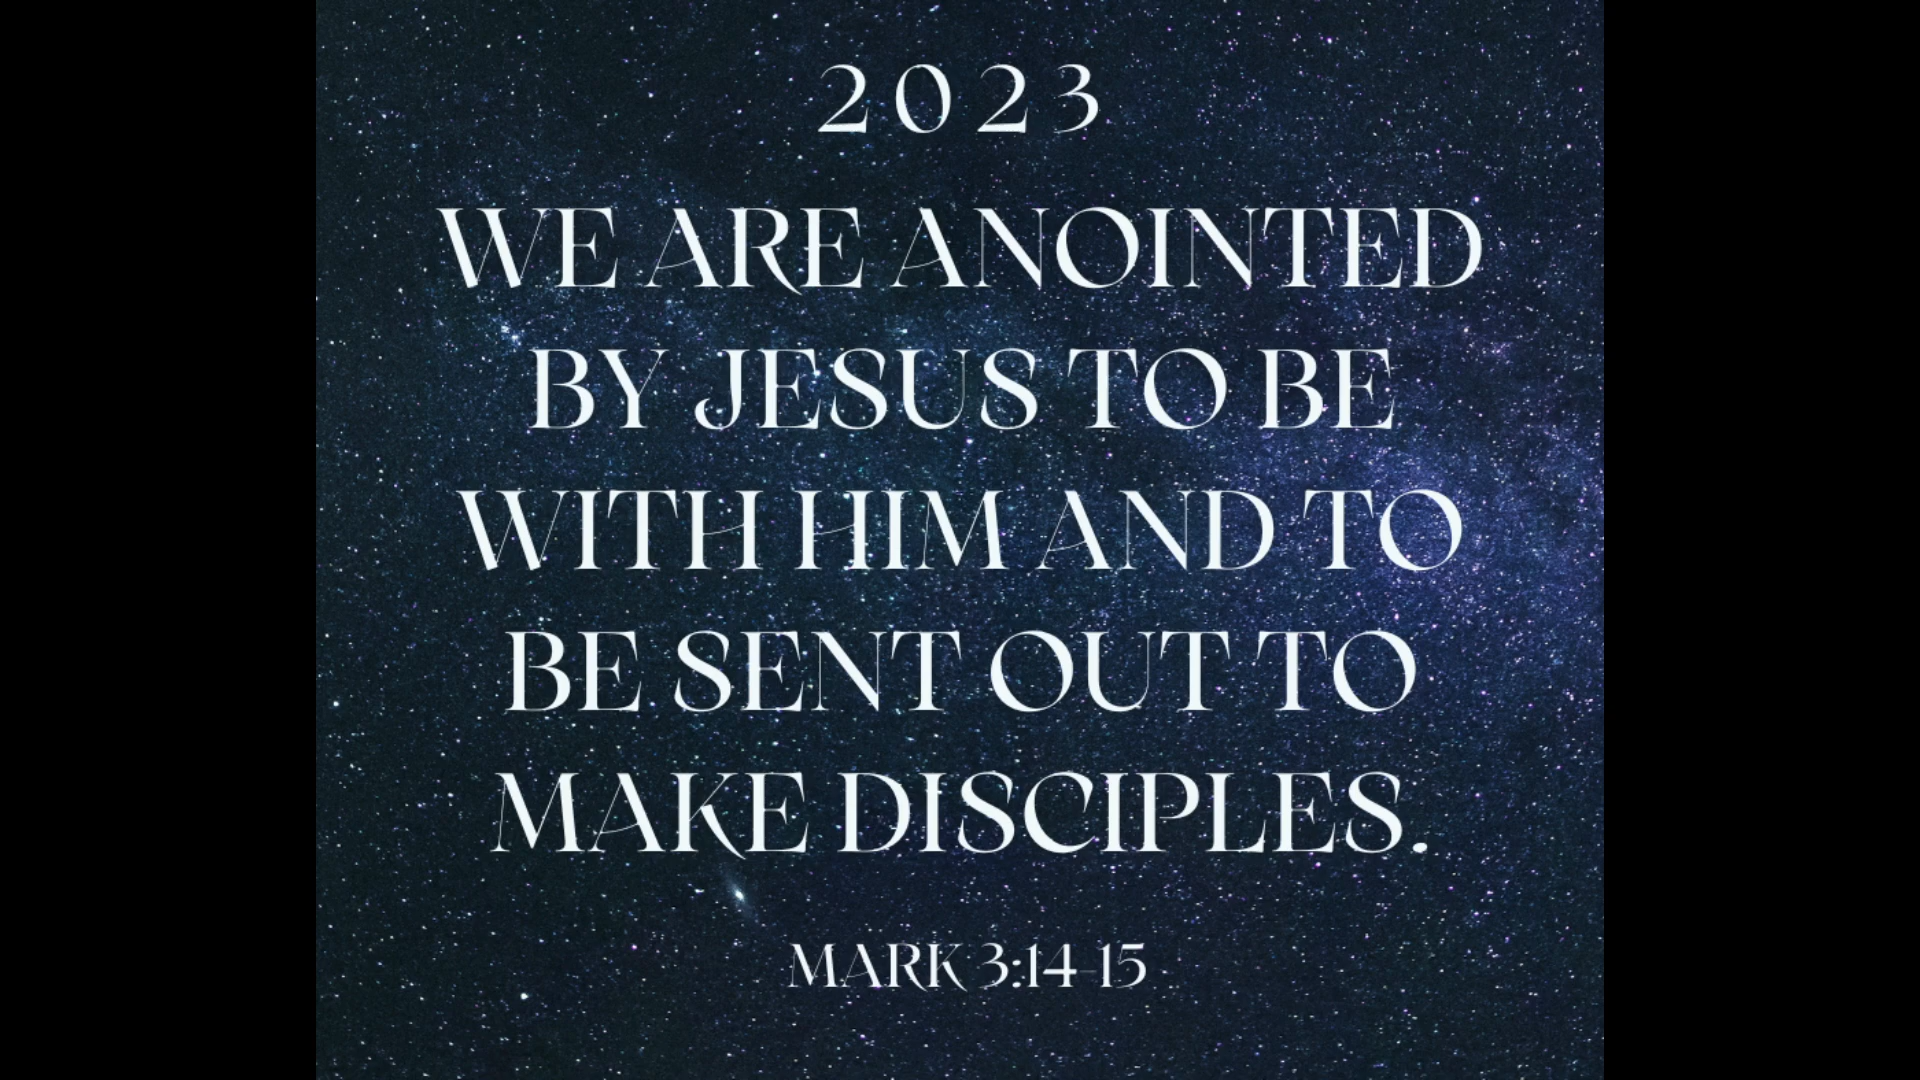 2023
WE ARE ANOINTED
BY JESUS TO BE
WITH HIM AND TO
BE SENT OUT TO
MAKE DISCIPLES.
MARK 3:14-15